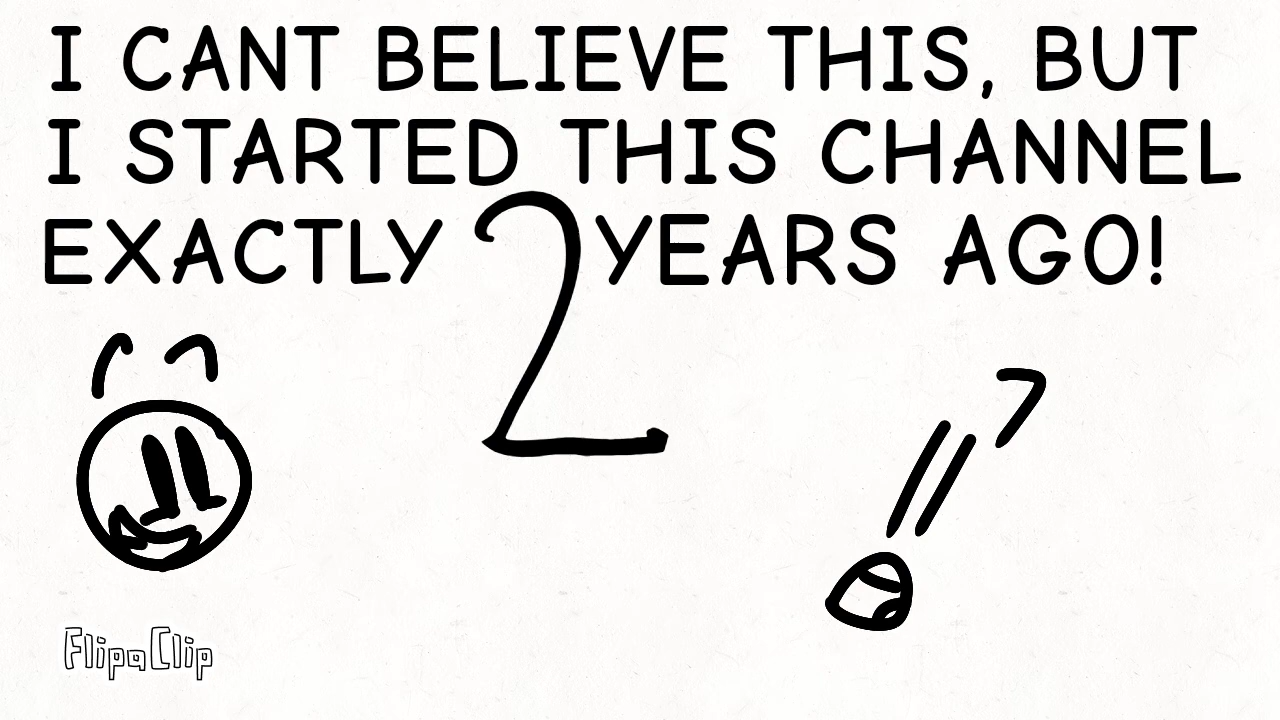 I CANT BELIEVE THIS, BUT
I STARTED THIS CHANNEL
EXACTLY 2 YEARS AGO!
FlipaClip